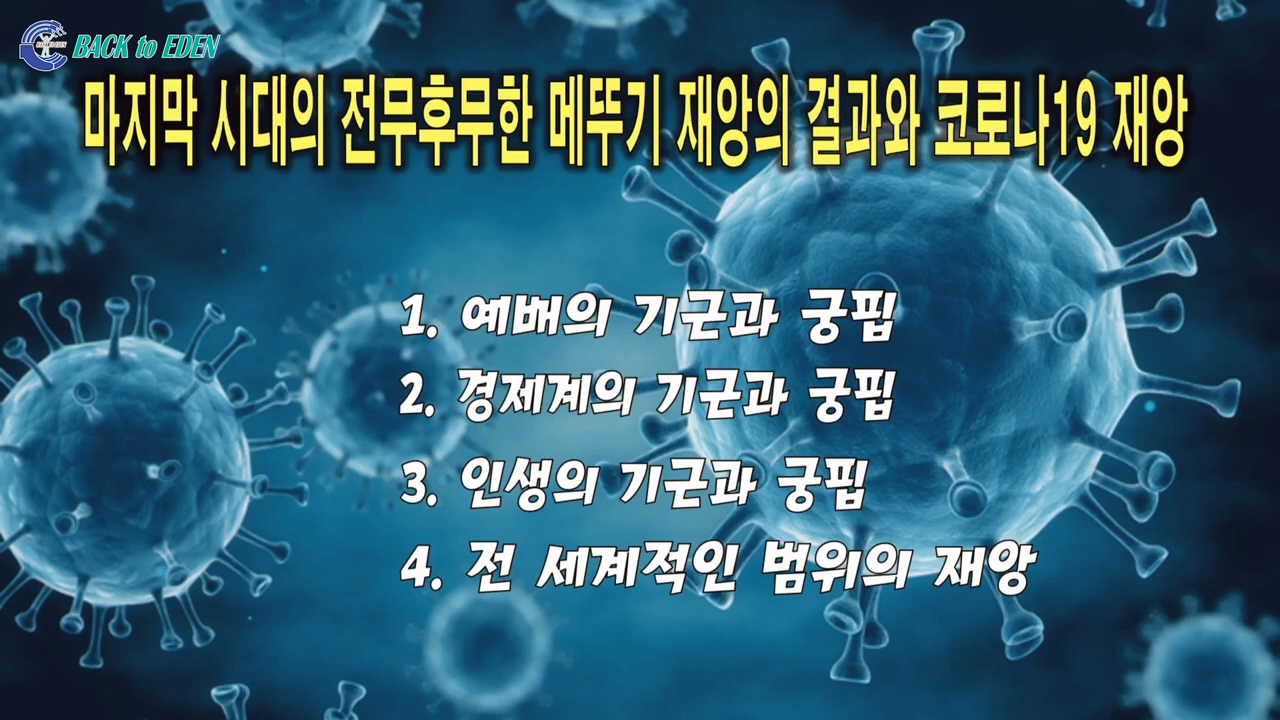 BACK to EDEN
마지막 시대의 전무후무한 메뚜기 재앙의 결과와 코로나19 재앙
1. 예배의 기근과 궁핍
2. 경제계의 기근과 궁핍
3. 인생의 기근과 궁핍
4. 전 세계적인 범위의 재앙